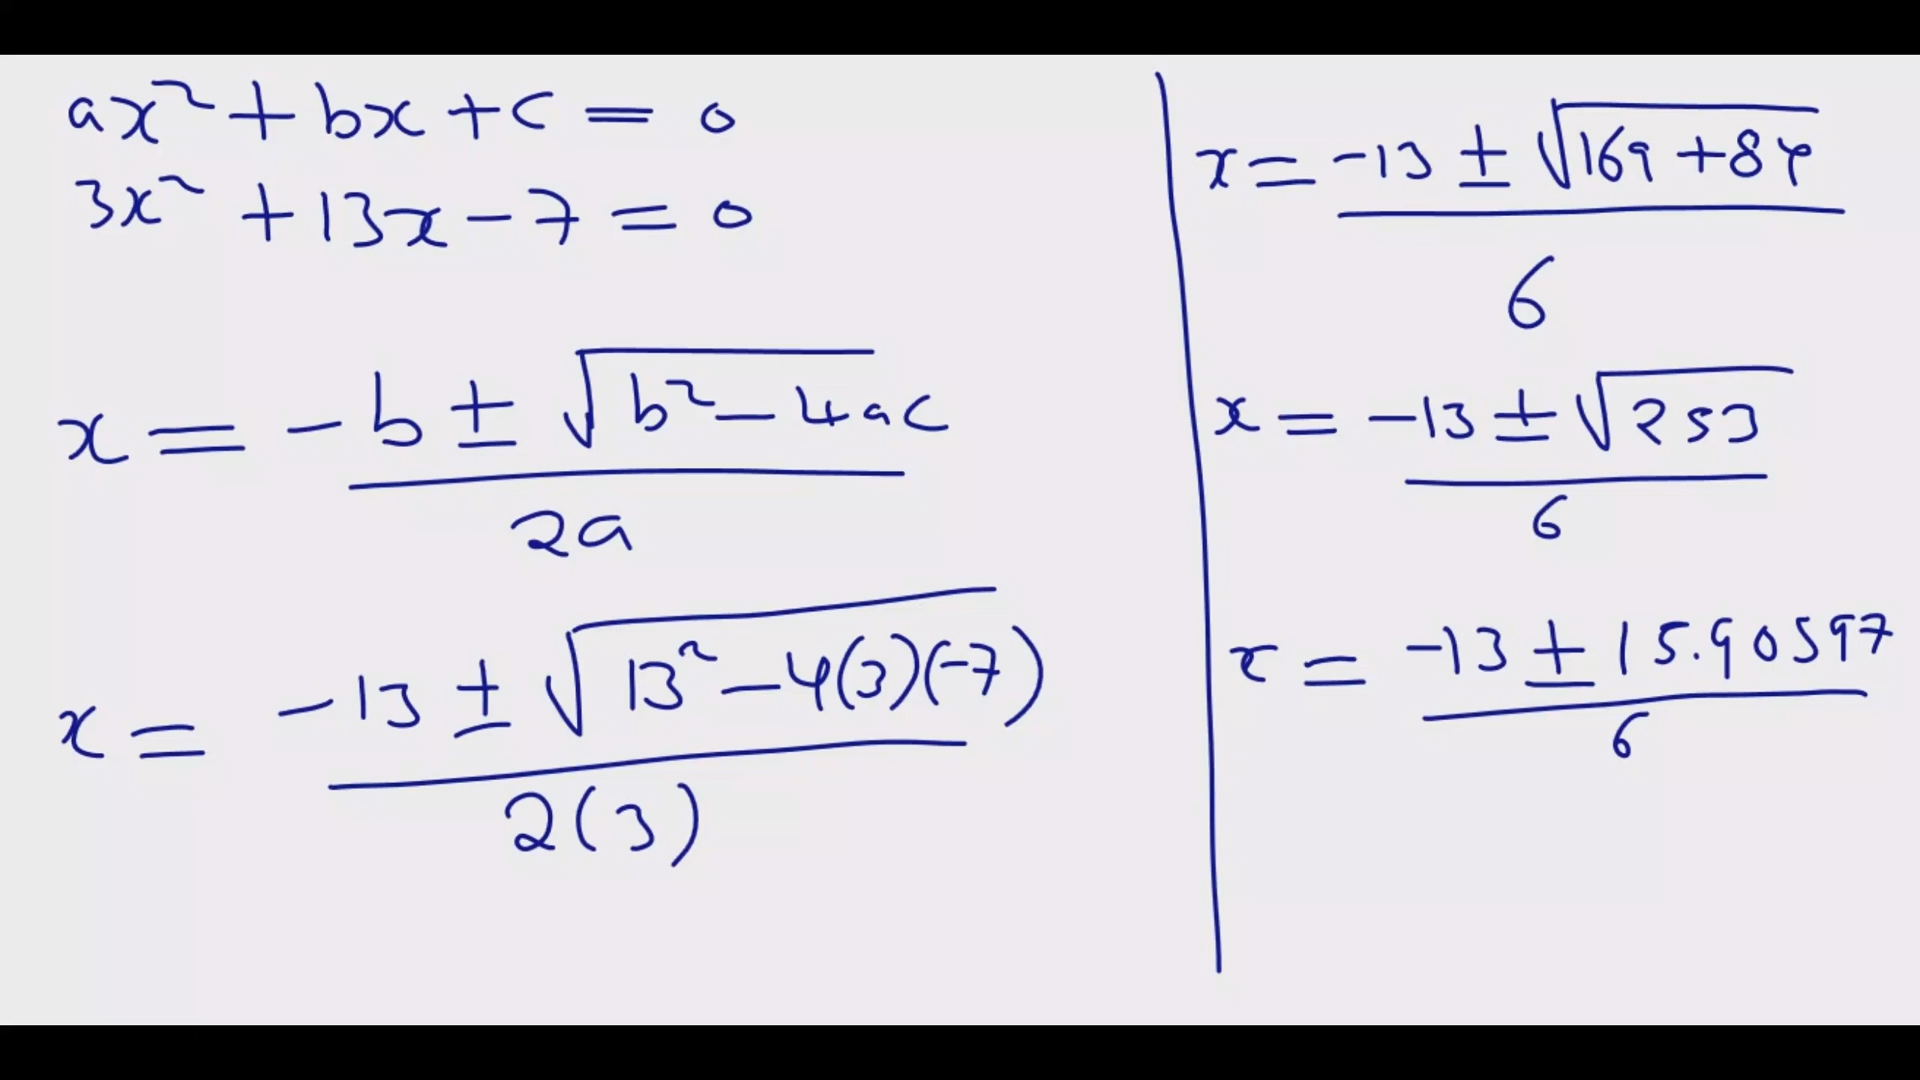 ax² + bx + c = 0
3x² + 13x - 7 = 0
x = -b ± √b² - 4ac
2a
x = -13 ± √13² - 4(3)(-7)
2(3)
x = -13 ± √169 + 84
6
x = -13 ± √253
6
x = -13 ± 15.90597
6